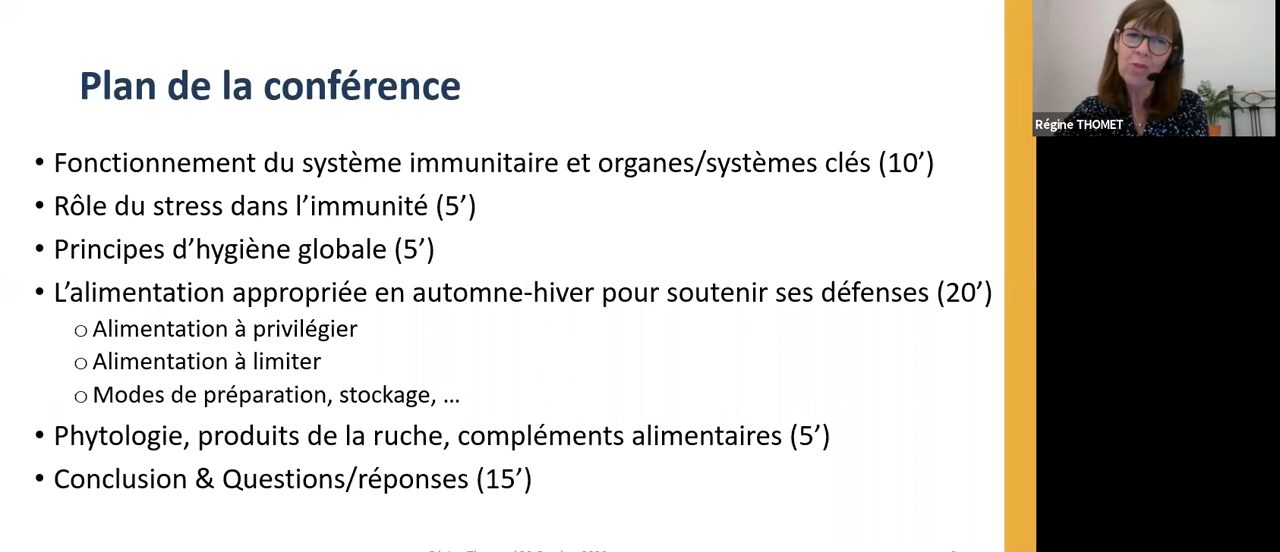 Plan de la conférence
• Fonctionnement du système immunitaire et organes/systèmes clés (10’)
• Rôle du stress dans l’immunité (5’)
• Principes d’hygiène globale (5’)
• L’alimentation appropriée en automne-hiver pour soutenir ses défenses (20’)
o Alimentation à privilégier
o Alimentation à limiter
o Modes de préparation, stockage, ...
• Phytologie, produits de la ruche, compléments alimentaires (5’)
• Conclusion & Questions/réponses (15’)
Régine THOMET